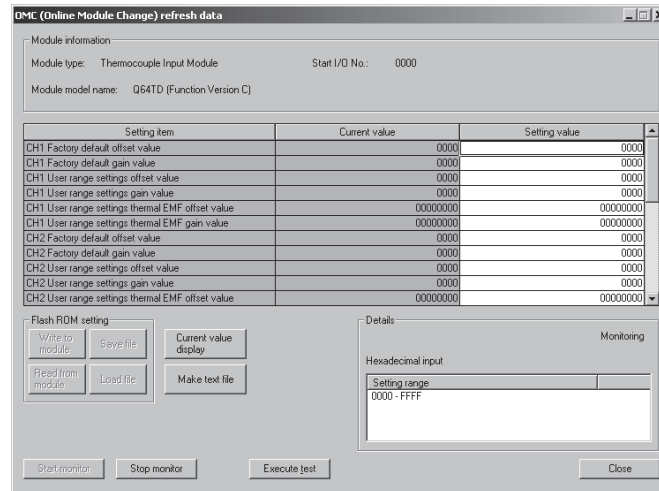 OMC (Online Module Change) refresh data
Module information
Module type: Thermocouple Input Module Start I/O No.: 0000
Module model name: Q64TD (Function Version C)
Setting item Current value Setting value
CH1 Factory default offset value 0000 0000
CH1 Factory default gain value 0000 0000
CH1 User range settings offset value 0000 0000
CH1 User range settings gain value 0000 0000
CH1 User range settings thermal EMF offset value 00000000 00000000
CH1 User range settings thermal EMF gain value 00000000 00000000
CH2 Factory default offset value 0000 0000
CH2 Factory default gain value 0000 0000
CH2 User range settings offset value 0000 0000
CH2 User range settings gain value 0000 0000
CH2 User range settings thermal EMF offset value 00000000 00000000
Flash ROM setting
Write to module
Save file
Current value display
Read from module
Load file
Make text file
Details
Monitoring
Hexadecimal input
Setting range
0000 - FFFF
Start monitor Stop monitor Execute test Close